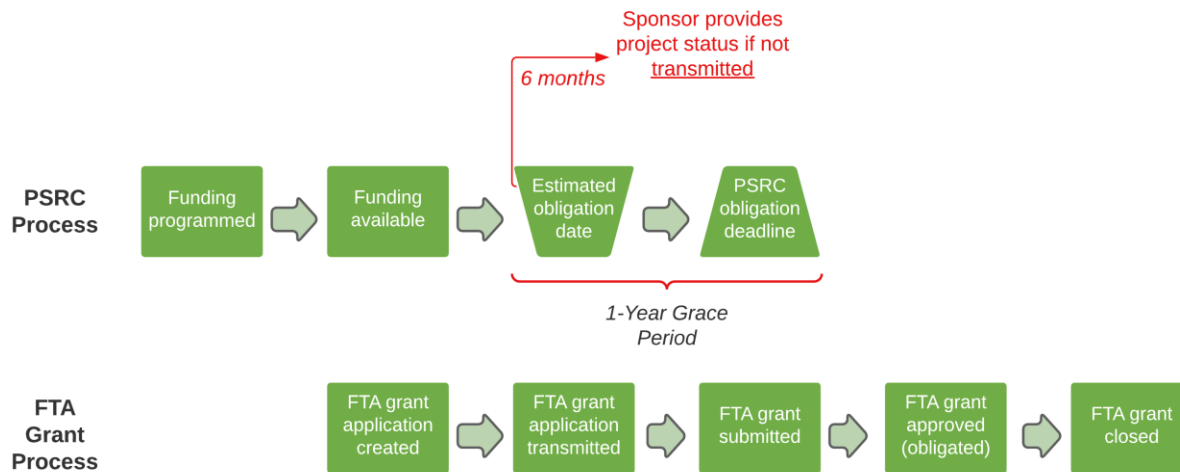 Sponsor provides
project status if not
transmitted
6 months
PSRC
Process
Funding
programmed
Funding
available
Estimated
obligation
date
PSRC
obligation
deadline
1-Year Grace
Period
FTA
Grant
Process
FTA grant
application
created
FTA grant
application
transmitted
FTA grant
submitted
FTA grant
approved
(obligated)
FTA grant
closed